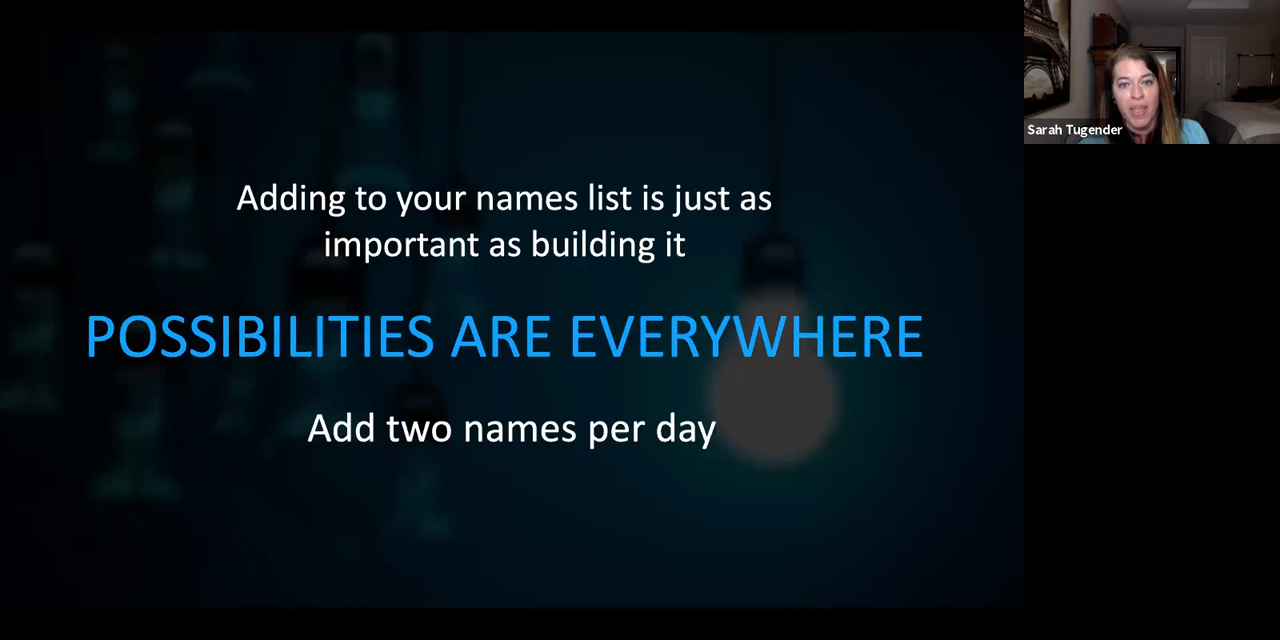 Adding to your names list is just as
important as building it
POSSIBILITIES ARE EVERYWHERE
Add two names per day
Sarah Tugender